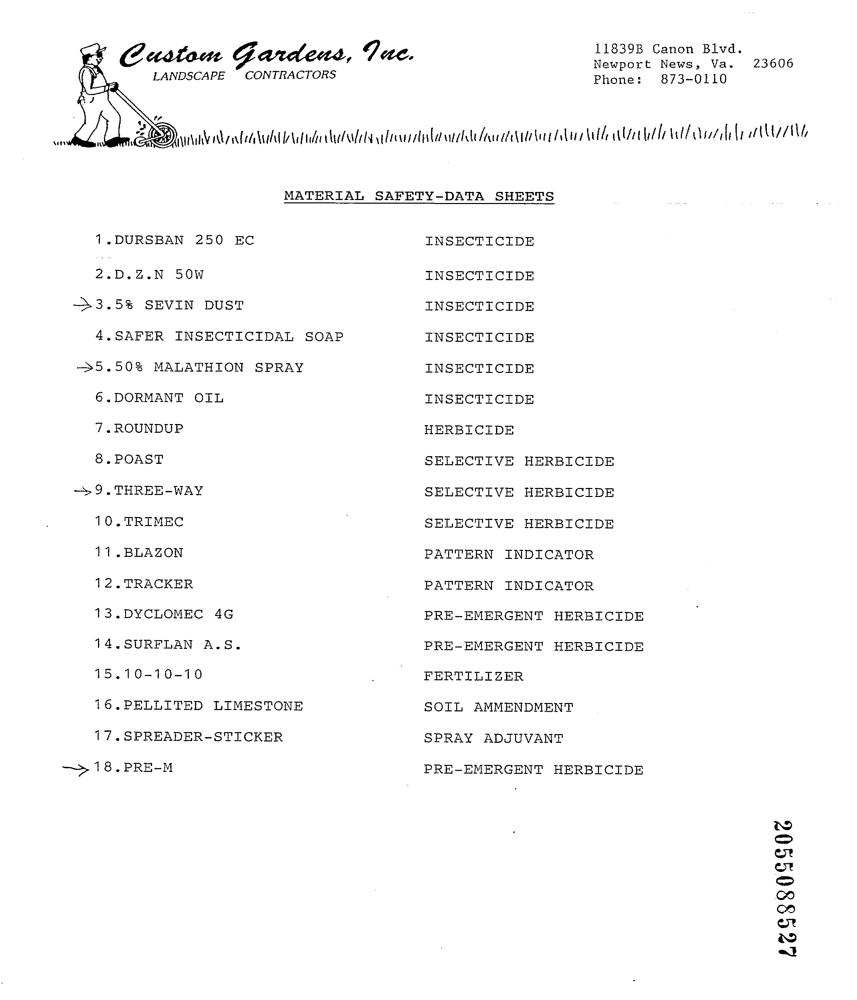 Custom Gardens, Inc.
LANDSCAPE CONTRACTORS
11839B Canon Blvd.
Newport News, Va. 23606
Phone: 873-0110
MATERIAL SAFETY-DATA SHEETS
1.DURSBAN 250 EC INSECTICIDE
2.D.Z.N 50W INSECTICIDE
→3.5% SEVIN DUST INSECTICIDE
4.SAFER INSECTICIDAL SOAP INSECTICIDE
→5.50% MALATHION SPRAY INSECTICIDE
6.DORMANT OIL INSECTICIDE
7.ROUNDUP HERBICIDE
8.POAST SELECTIVE HERBICIDE
→9.THREE-WAY SELECTIVE HERBICIDE
10.TRIMEC SELECTIVE HERBICIDE
11.BLAZON PATTERN INDICATOR
12.TRACKER PATTERN INDICATOR
13.DYCLOMEC 4G PRE-EMERGENT HERBICIDE
14.SURFLAN A.S. PRE-EMERGENT HERBICIDE
15.10-10-10 FERTILIZER
16.PELLITED LIMESTONE SOIL AMMENDMENT
17.SPREADER-STICKER SPRAY ADJUVANT
→18.PRE-M PRE-EMERGENT HERBICIDE
2055088527